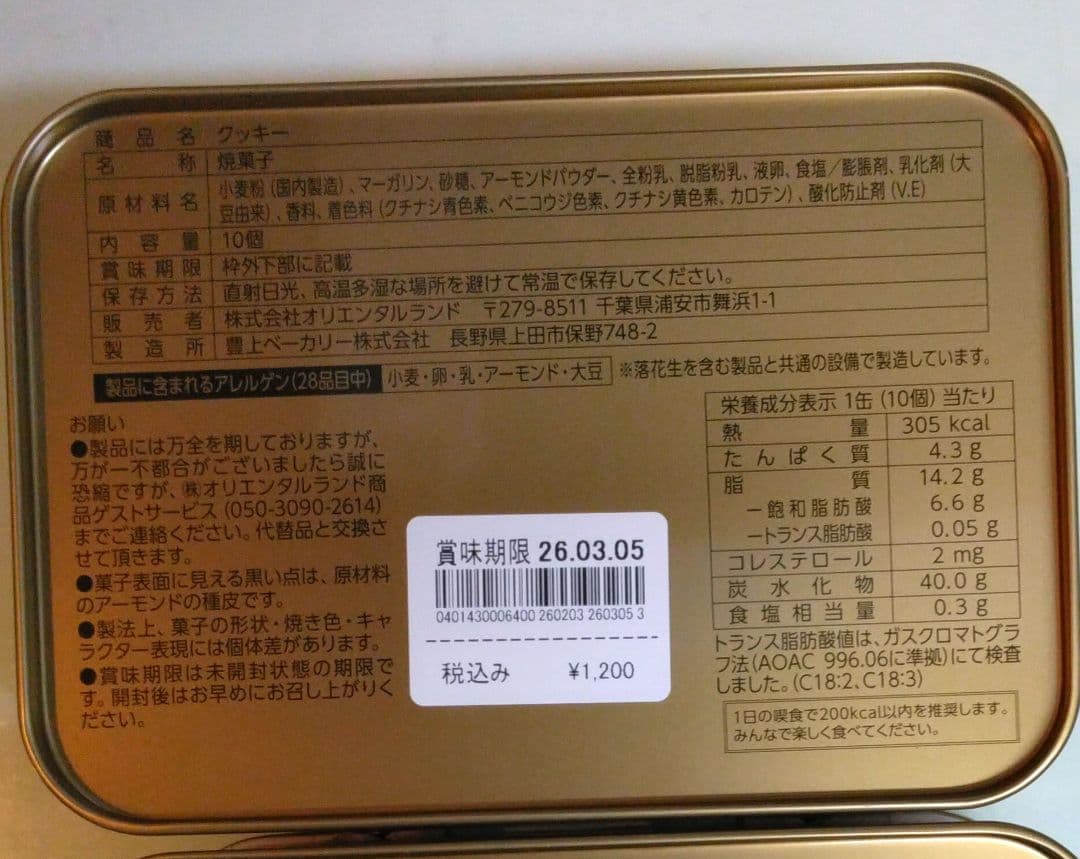 商品名 クッキー
名称 焼菓子
原材料名 小麦粉(国内製造)、マーガリン、砂糖、アーモンドパウダー、全粉乳、脱脂粉乳、液卵、食塩/膨脹剤、乳化剤(大
豆由来)、香料、着色料(クチナシ青色素、ベニコウジ色素、クチナシ黄色素、カロテン)、酸化防止剤(V.E)
内容量 10個
賞味期限 枠外下部に記載
保存方法 直射日光、高温多湿な場所を避けて常温で保存してください。
販売者 株式会社オリエンタルランド 〒279-8511 千葉県浦安市舞浜1-1
製造所 豊上ベーカリー株式会社 長野県上田市保野748-2
製品に含まれるアレルゲン(28品目中) 小麦・卵・乳・アーモンド・大豆 ※落花生を含む製品と共通の設備で製造しています。
お願い
●製品には万全を期しておりますが、
万が一不都合がございましたら誠に
恐縮ですが、㈱オリエンタルランド商
品ゲストサービス(050-3090-2614)
までご連絡ください。代替品と交換さ
せて頂きます。
●菓子表面に見える黒い点は、原材料
のアーモンドの種皮です。
●製法上、菓子の形状・焼き色・キャ
ラクター表現には個体差があります。
●賞味期限は未開封状態の期限で
す。開封後はお早めにお召し上がりく
ださい。
賞味期限 26.03.05
0401430006400 260203 260305 3
税込み ¥1,200
栄養成分表示 1缶(10個)当たり
熱量 305 kcal
たんぱく質 4.3 g
脂質 14.2 g
―飽和脂肪酸 6.6 g
―トランス脂肪酸 0.05 g
コレステロール 2 mg
炭水化物 40.0 g
食塩相当量 0.3 g
トランス脂肪酸値は、ガスクロマトグラ
フ法(AOAC 996.06に準拠)にて検査
しました。(C18:2、C18:3)
1日の喫食で200kcal以内を推奨します。
みんなで楽しく食べてください。